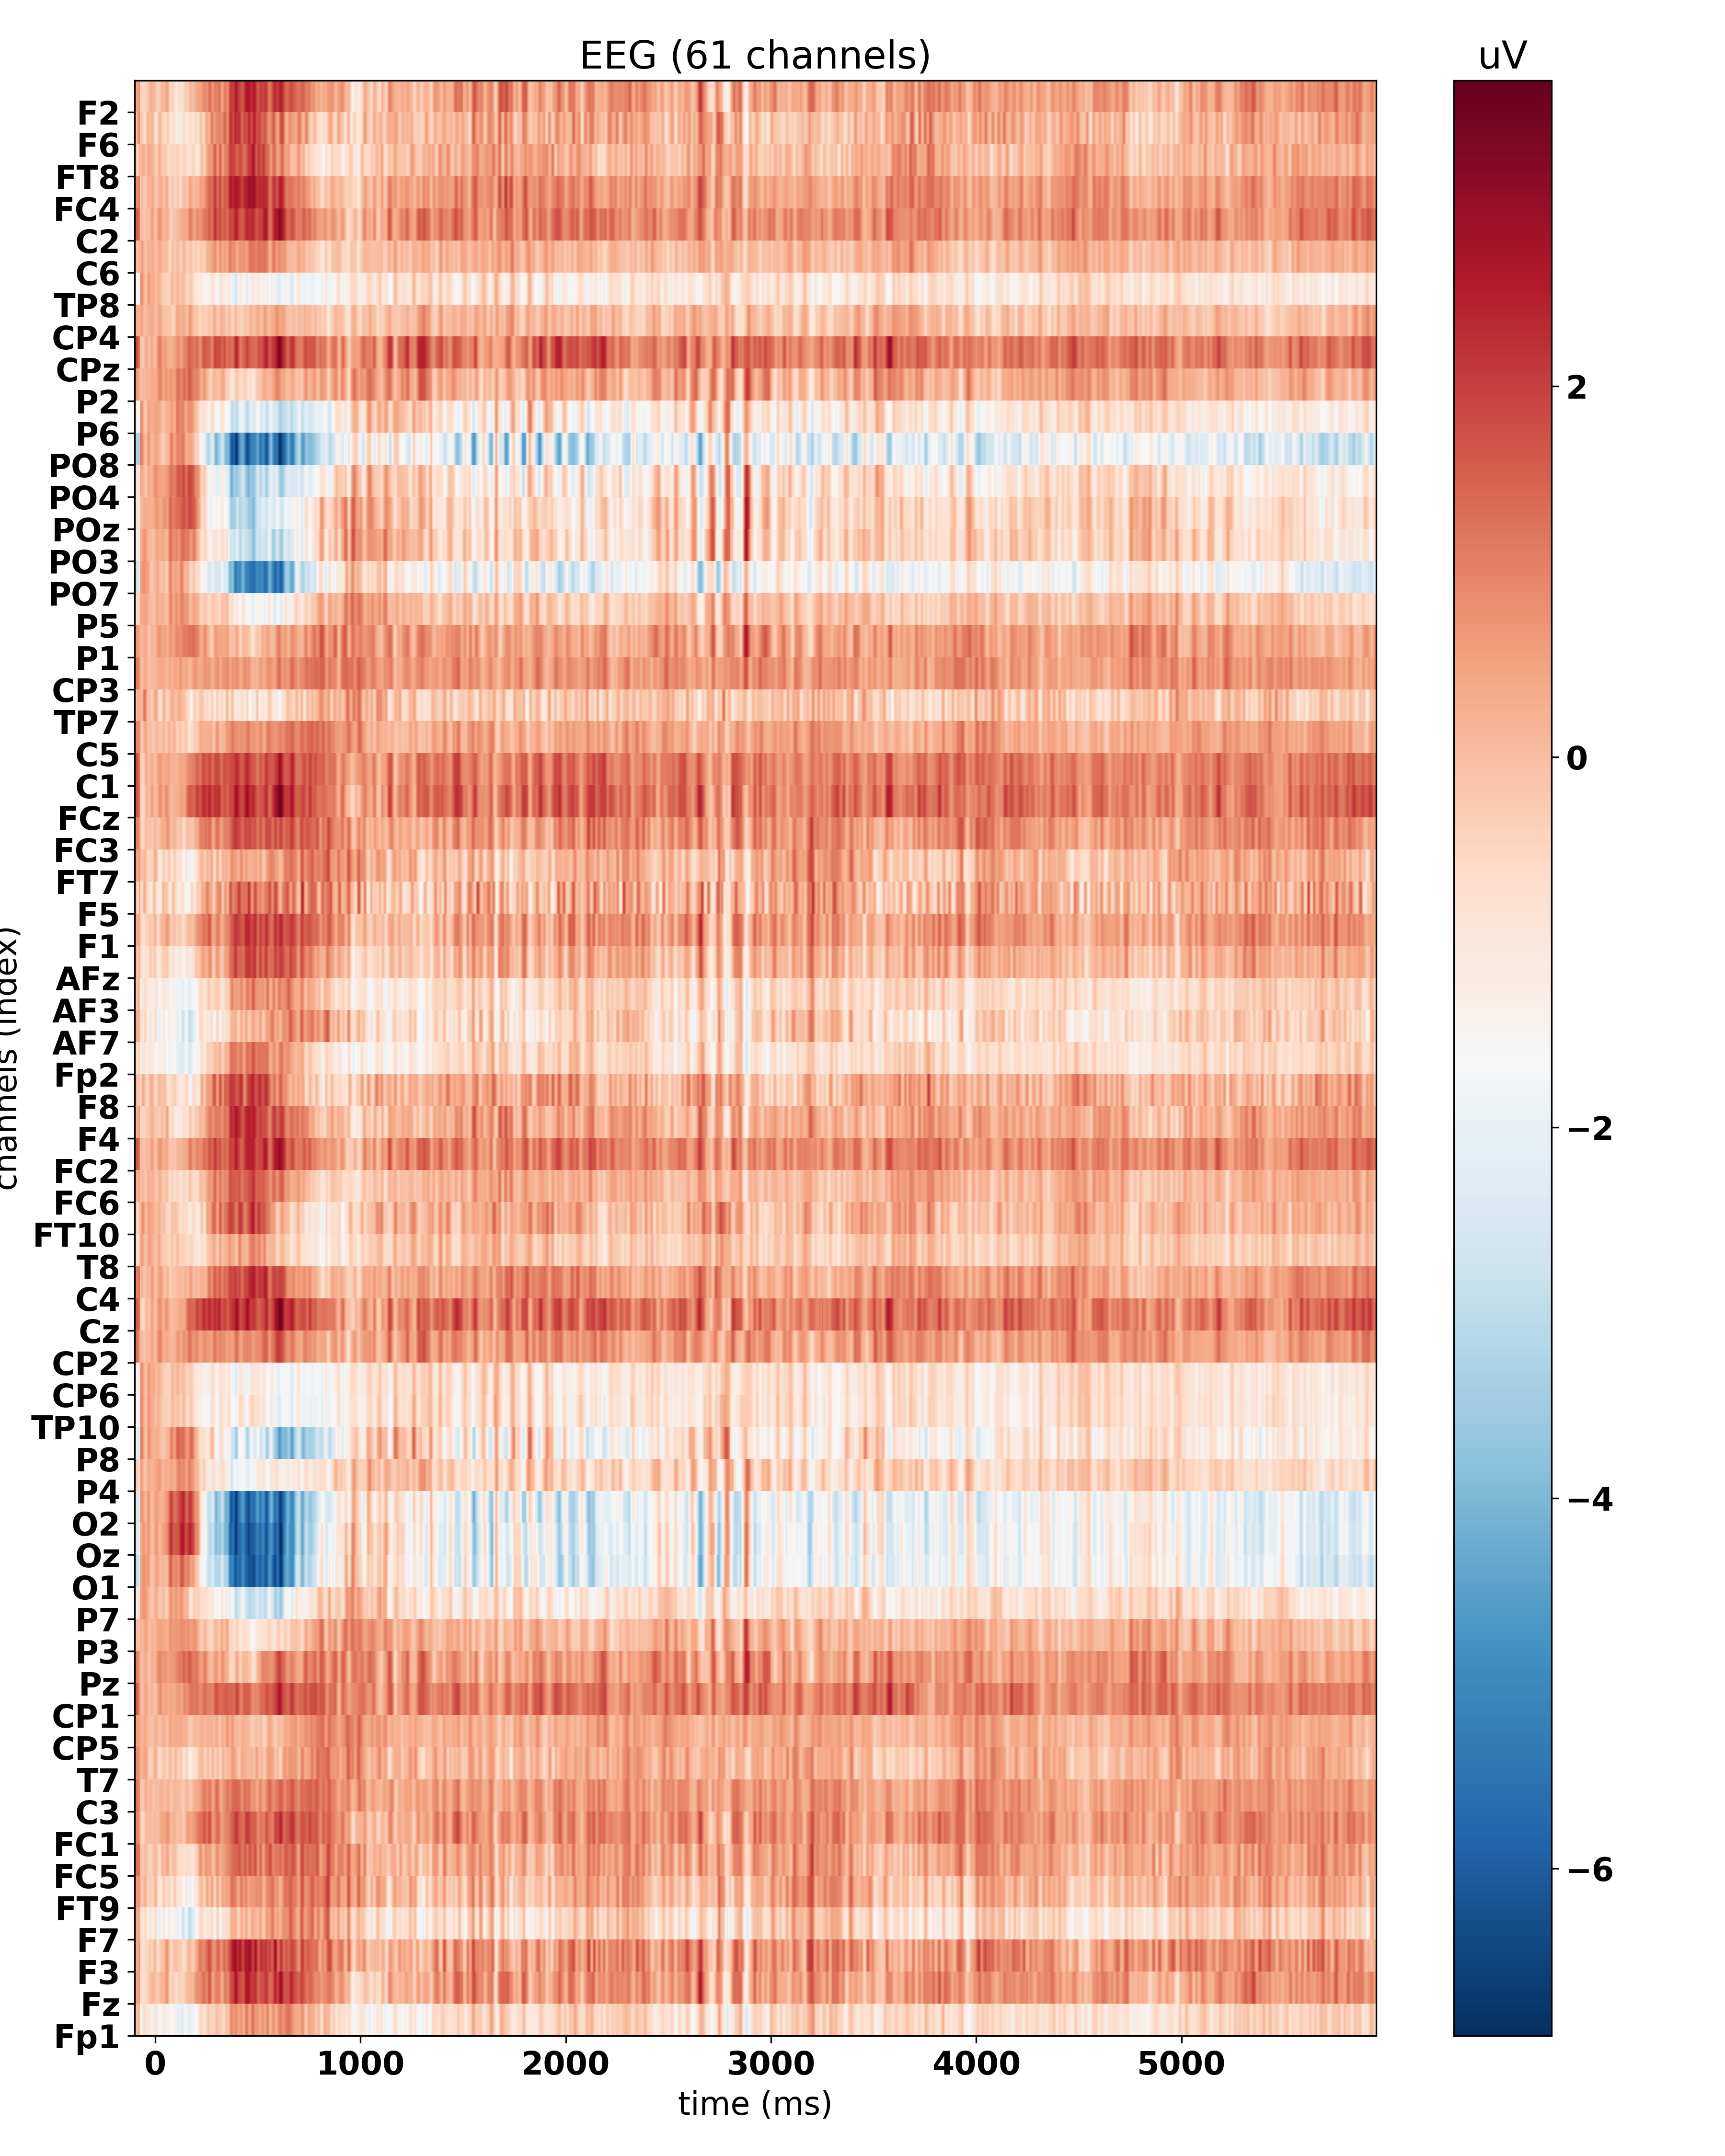 EEG (61 channels)
uV
F2
F6
FT8
FC4
C2
C6
TP8
CP4
CPz
P2
P6
PO8
PO4
POz
PO3
PO7
P5
P1
CP3
TP7
C5
C1
FCz
FC3
FT7
F5
F1
AFz
AF3
AF7
Fp2
F8
F4
FC2
FC6
FT10
T8
C4
Cz
CP2
CP6
TP10
P8
P4
O2
Oz
O1
P7
P3
Pz
CP1
CP5
T7
C3
FC1
FC5
FT9
F7
F3
Fz
Fp1
channels (index)
0 1000 2000 3000 4000 5000
time (ms)
2
0
−2
−4
−6